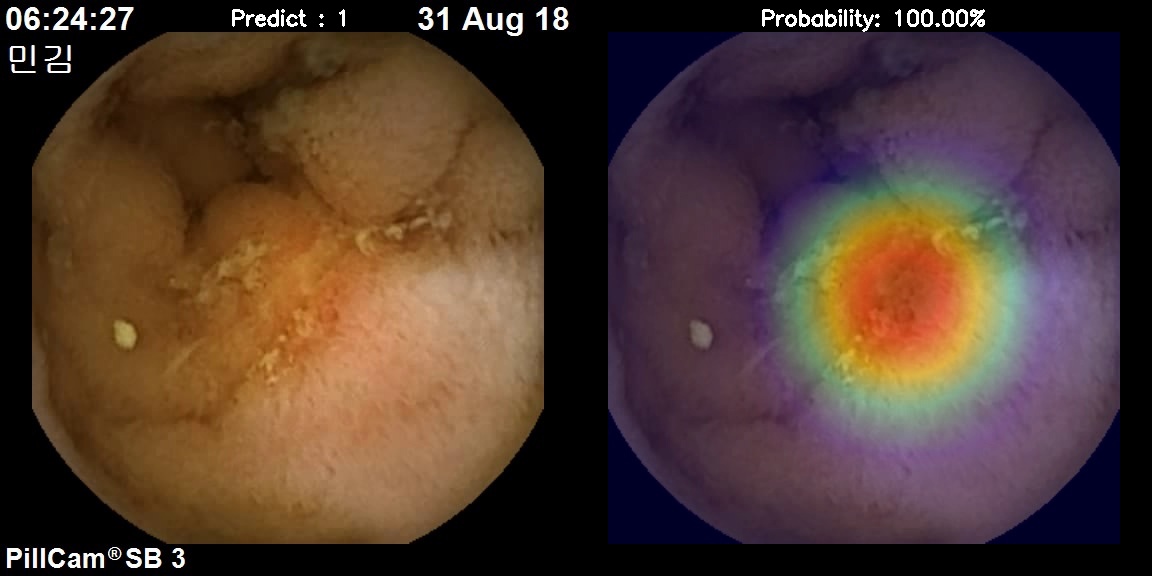 06:24:27
Predict : 1
31 Aug 18
Probability: 100.00%
민김
PillCam® SB 3